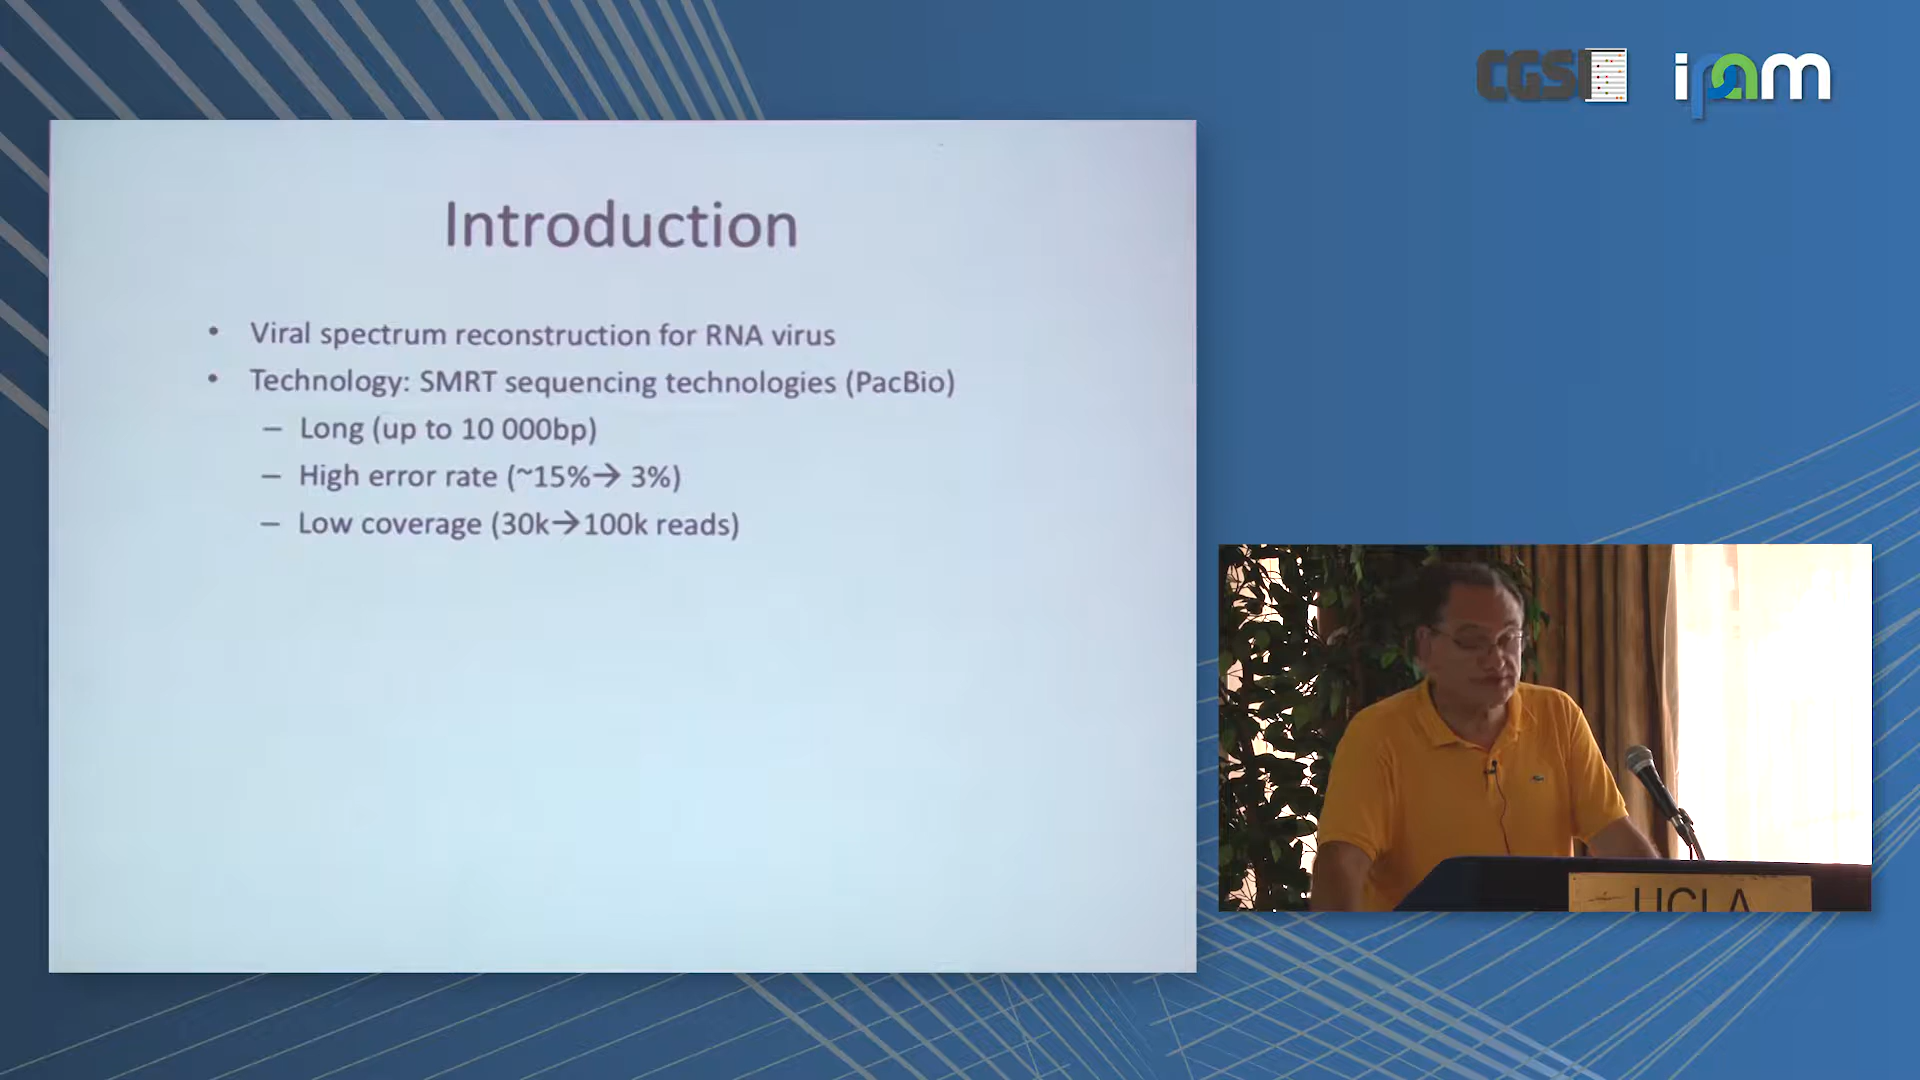 CGSI
ipam
Introduction
• Viral spectrum reconstruction for RNA virus
• Technology: SMRT sequencing technologies (PacBio)
– Long (up to 10 000bp)
– High error rate (~15%→ 3%)
– Low coverage (30k→100k reads)
UCLA